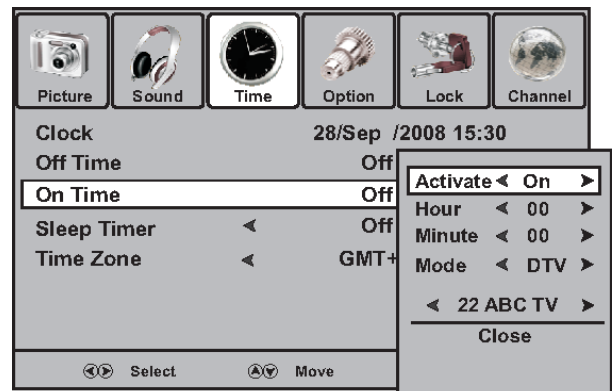 Picture Sound Time Option Lock Channel
Clock 28/Sep /2008 15:30
Off Time Off
On Time Off
Sleep Timer Off
Time Zone GMT+
Activate On
Hour 00
Minute 00
Mode DTV
22 ABC TV
Close
Select Move